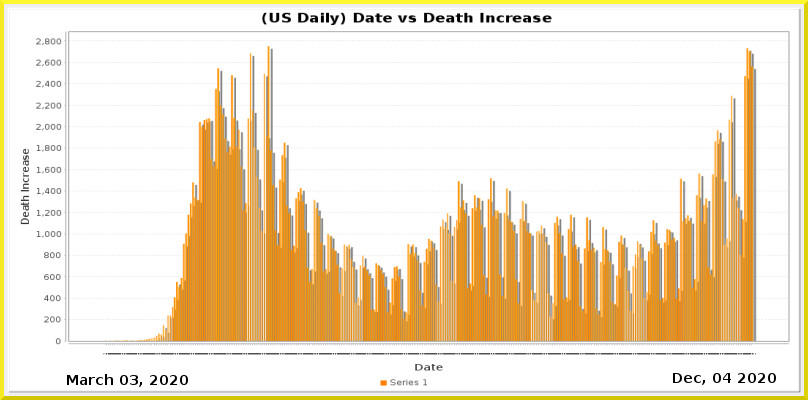 (US Daily) Date vs Death Increase
Death Increase
2,800
2,600
2,400
2,200
2,000
1,800
1,600
1,400
1,200
1,000
800
600
400
200
0
Date
March 03, 2020
Dec, 04 2020
Series 1